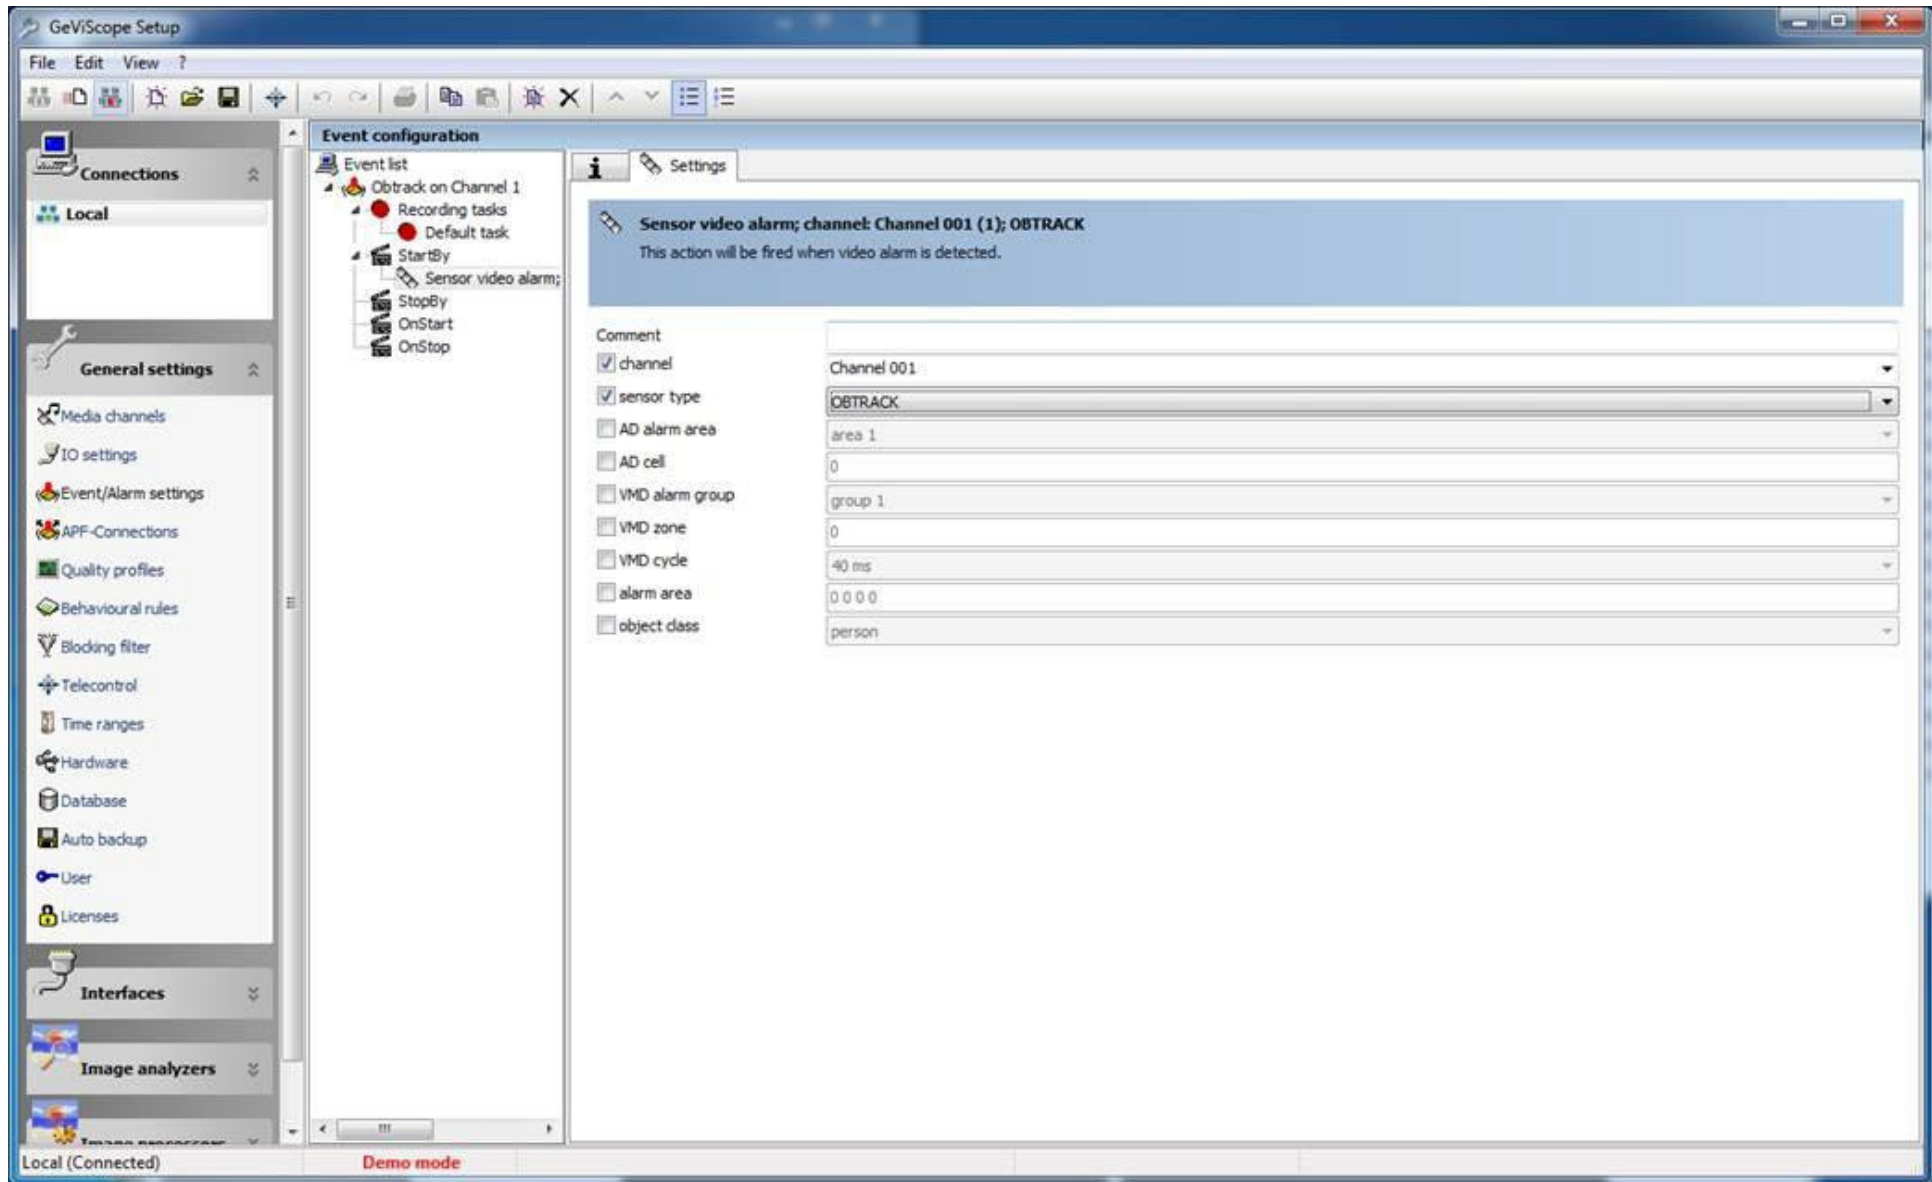 GeViScope Setup
File Edit View ?
Connections
Local
General settings
Media channels
IO settings
Event/Alarm settings
APF-Connections
Quality profiles
Behavioural rules
Blocking filter
Telecontrol
Time ranges
Hardware
Database
Auto backup
User
Licenses
Interfaces
Image analyzers
Image processors
Event configuration
Event list
Obtrack on Channel 1
Recording tasks
Default task
StartBy
Sensor video alarm;
StopBy
OnStart
OnStop
i Settings
Sensor video alarm; channel: Channel 001 (1); OBTRACK
This action will be fired when video alarm is detected.
Comment
channel Channel 001
sensor type OBTRACK
AD alarm area area 1
AD cell 0
VMD alarm group group 1
VMD zone 0
VMD cycle 40 ms
alarm area 0 0 0 0
object class person
Local (Connected) Demo mode